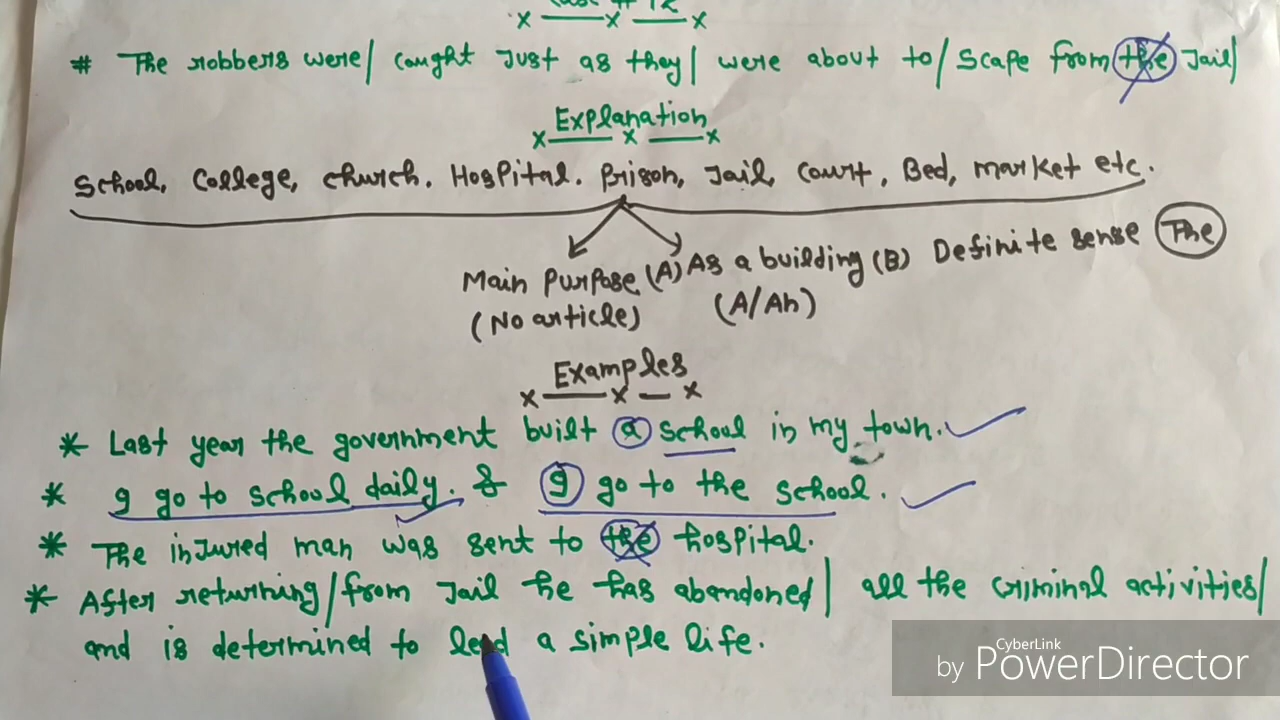 # The robbers were/ caught Just as they/ were about to/ Scape from the Jail/
Explanation
School, College, church, Hospital. Prison, Jail, Court, Bed, market etc.
Main Purpose (A) As a building (B) Definite sense The
(No article) (A/An)
Examples
* Last year the government built a school in my town.
* I go to school daily. & I go to the school.
* The injured man was sent to the hospital.
* After returning/from Jail he has abandoned/ all the criminal activities/
and is determined to lead a simple life.
CyberLink
by PowerDirector